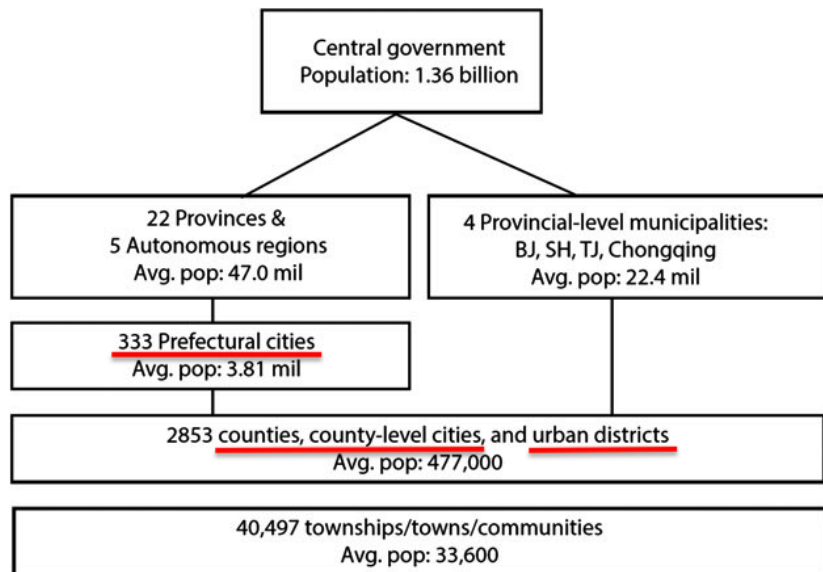 Central government
Population: 1.36 billion
22 Provinces &
5 Autonomous regions
Avg. pop: 47.0 mil
4 Provincial-level municipalities:
BJ, SH, TJ, Chongqing
Avg. pop: 22.4 mil
333 Prefectural cities
Avg. pop: 3.81 mil
2853 counties, county-level cities, and urban districts
Avg. pop: 477,000
40,497 townships/towns/communities
Avg. pop: 33,600